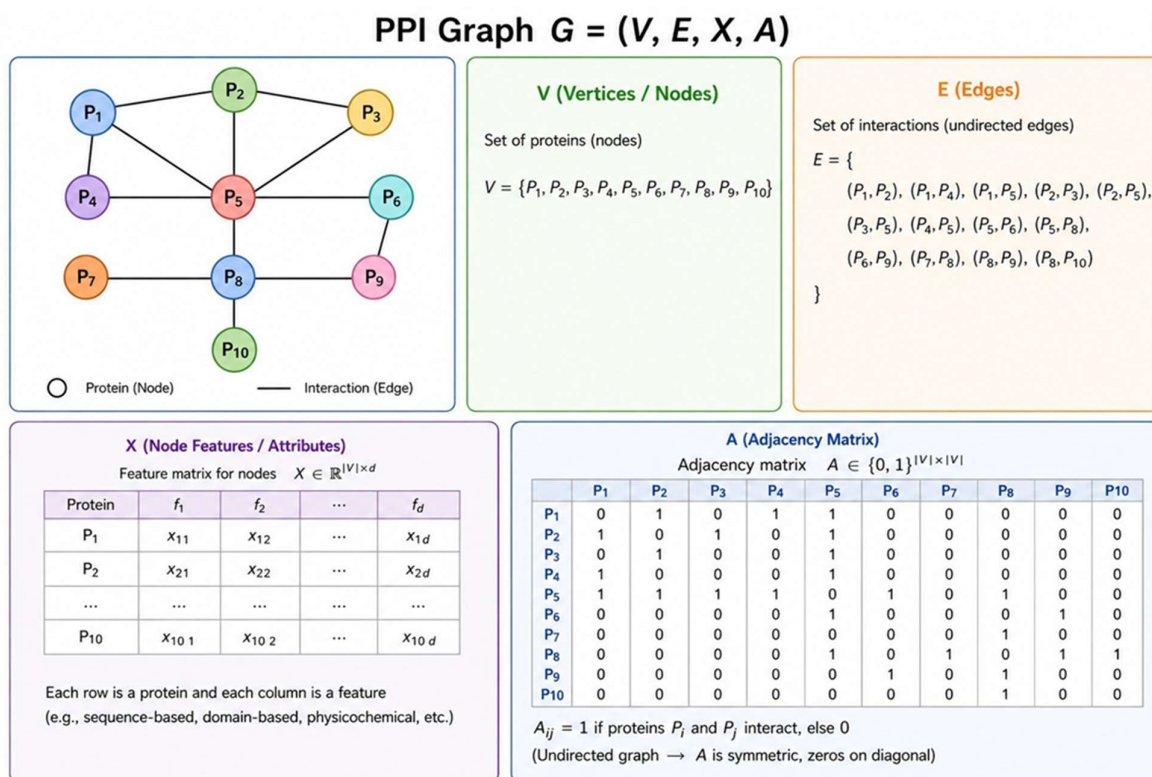 PPI Graph G = (V, E, X, A)
P₁
P₂
P₃
P₄
P₅
P₆
P₇
P₈
P₉
P₁₀
Protein (Node)
Interaction (Edge)
V (Vertices / Nodes)
Set of proteins (nodes)
V = {P₁, P₂, P₃, P₄, P₅, P₆, P₇, P₈, P₉, P₁₀}
E (Edges)
Set of interactions (undirected edges)
E = {
(P₁, P₂), (P₁, P₄), (P₁, P₅), (P₂, P₃), (P₂, P₅),
(P₃, P₅), (P₄, P₅), (P₅, P₆), (P₅, P₈),
(P₆, P₉), (P₇, P₈), (P₈, P₉), (P₈, P₁₀)
}
X (Node Features / Attributes)
Feature matrix for nodes X ∈ ℝ^|V|×d
Protein f₁ f₂ ... f_d
P₁ x₁₁ x₁₂ ... x₁d
P₂ x₂₁ x₂₂ ... x₂d
... ... ... ... ...
P₁₀ x₁₀ ₁ x₁₀ ₂ ... x₁₀ d
Each row is a protein and each column is a feature
(e.g., sequence-based, domain-based, physicochemical, etc.)
A (Adjacency Matrix)
Adjacency matrix A ∈ {0, 1}^|V|×|V|
P₁ P₂ P₃ P₄ P₅ P₆ P₇ P₈ P₉ P10
P₁ 0 1 0 1 1 0 0 0 0 0
P₂ 1 0 1 0 1 0 0 0 0 0
P₃ 0 1 0 0 1 0 0 0 0 0
P₄ 1 0 0 0 1 0 0 0 0 0
P₅ 1 1 1 1 0 1 0 1 0 0
P₆ 0 0 0 0 1 0 0 0 1 0
P₇ 0 0 0 0 0 0 0 1 0 0
P₈ 0 0 0 0 1 0 1 0 1 1
P₉ 0 0 0 0 0 1 0 1 0 0
P10 0 0 0 0 0 0 0 1 0 0
A_ij = 1 if proteins P_i and P_j interact, else 0
(Undirected graph → A is symmetric, zeros on diagonal)